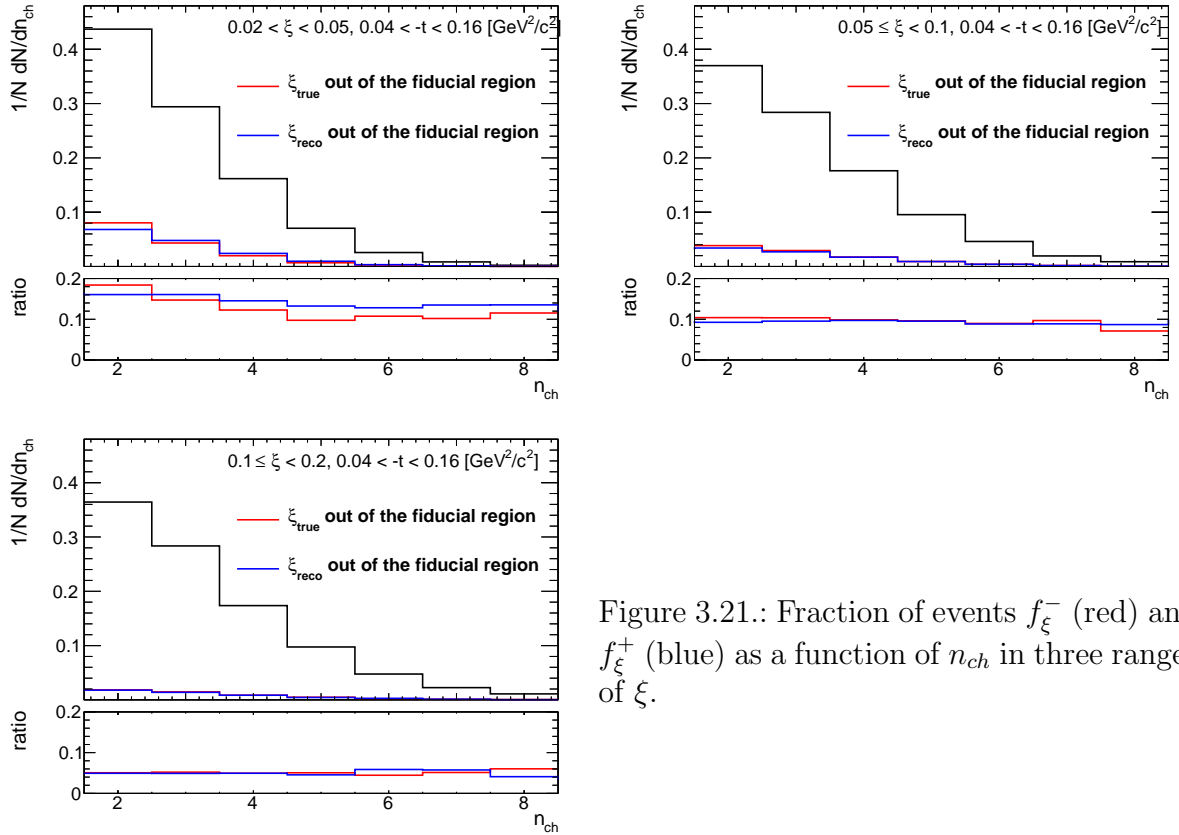 1/N dN/dn_ch
0.02 < ξ < 0.05, 0.04 < -t < 0.16 [GeV²/c²]
0.4
ξ_true out of the fiducial region
0.3
ξ_reco out of the fiducial region
0.2
0.1
ratio
0.2
0.1
0
2 4 6 8
n_ch
1/N dN/dn_ch
0.05 ≤ ξ < 0.1, 0.04 < -t < 0.16 [GeV²/c²]
0.4
ξ_true out of the fiducial region
0.3
ξ_reco out of the fiducial region
0.2
0.1
ratio
0.2
0.1
0
2 4 6 8
n_ch
1/N dN/dn_ch
0.1 ≤ ξ < 0.2, 0.04 < -t < 0.16 [GeV²/c²]
0.4
ξ_true out of the fiducial region
0.3
ξ_reco out of the fiducial region
0.2
0.1
ratio
0.2
0.1
0
2 4 6 8
n_ch
Figure 3.21.: Fraction of events f_ξ^- (red) an
f_ξ^+ (blue) as a function of n_ch in three range
of ξ.